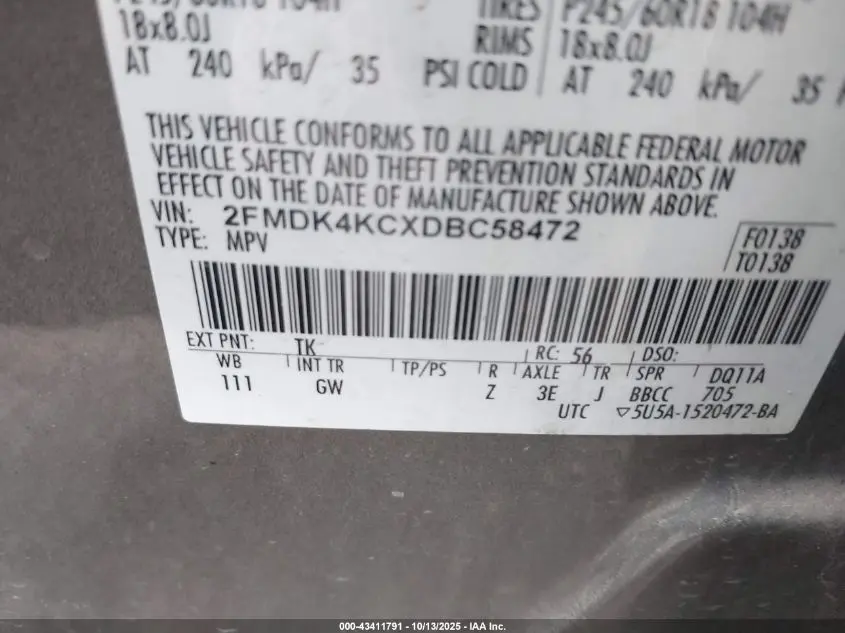 P245/60R18 104H
TIRES P245/60R18 104H
18x8.0J
RIMS 18x8.0J
AT 240 kPa/ 35 PSI COLD
AT 240 kPa/ 35
THIS VEHICLE CONFORMS TO ALL APPLICABLE FEDERAL MOTOR
VEHICLE SAFETY AND THEFT PREVENTION STANDARDS IN
EFFECT ON THE DATE OF MANUFACTURE SHOWN ABOVE.
VIN: 2FMDK4KCXDBC58472
TYPE: MPV
F0138
T0138
EXT PNT: TK RC: 56 DSO:
WB INT TR TP/PS R AXLE TR SPR DQ11A
111 GW Z 3E J BBCC 705
UTC ▽5U5A-1520472-BA
000-43411791 - 10/13/2025 - IAA Inc.